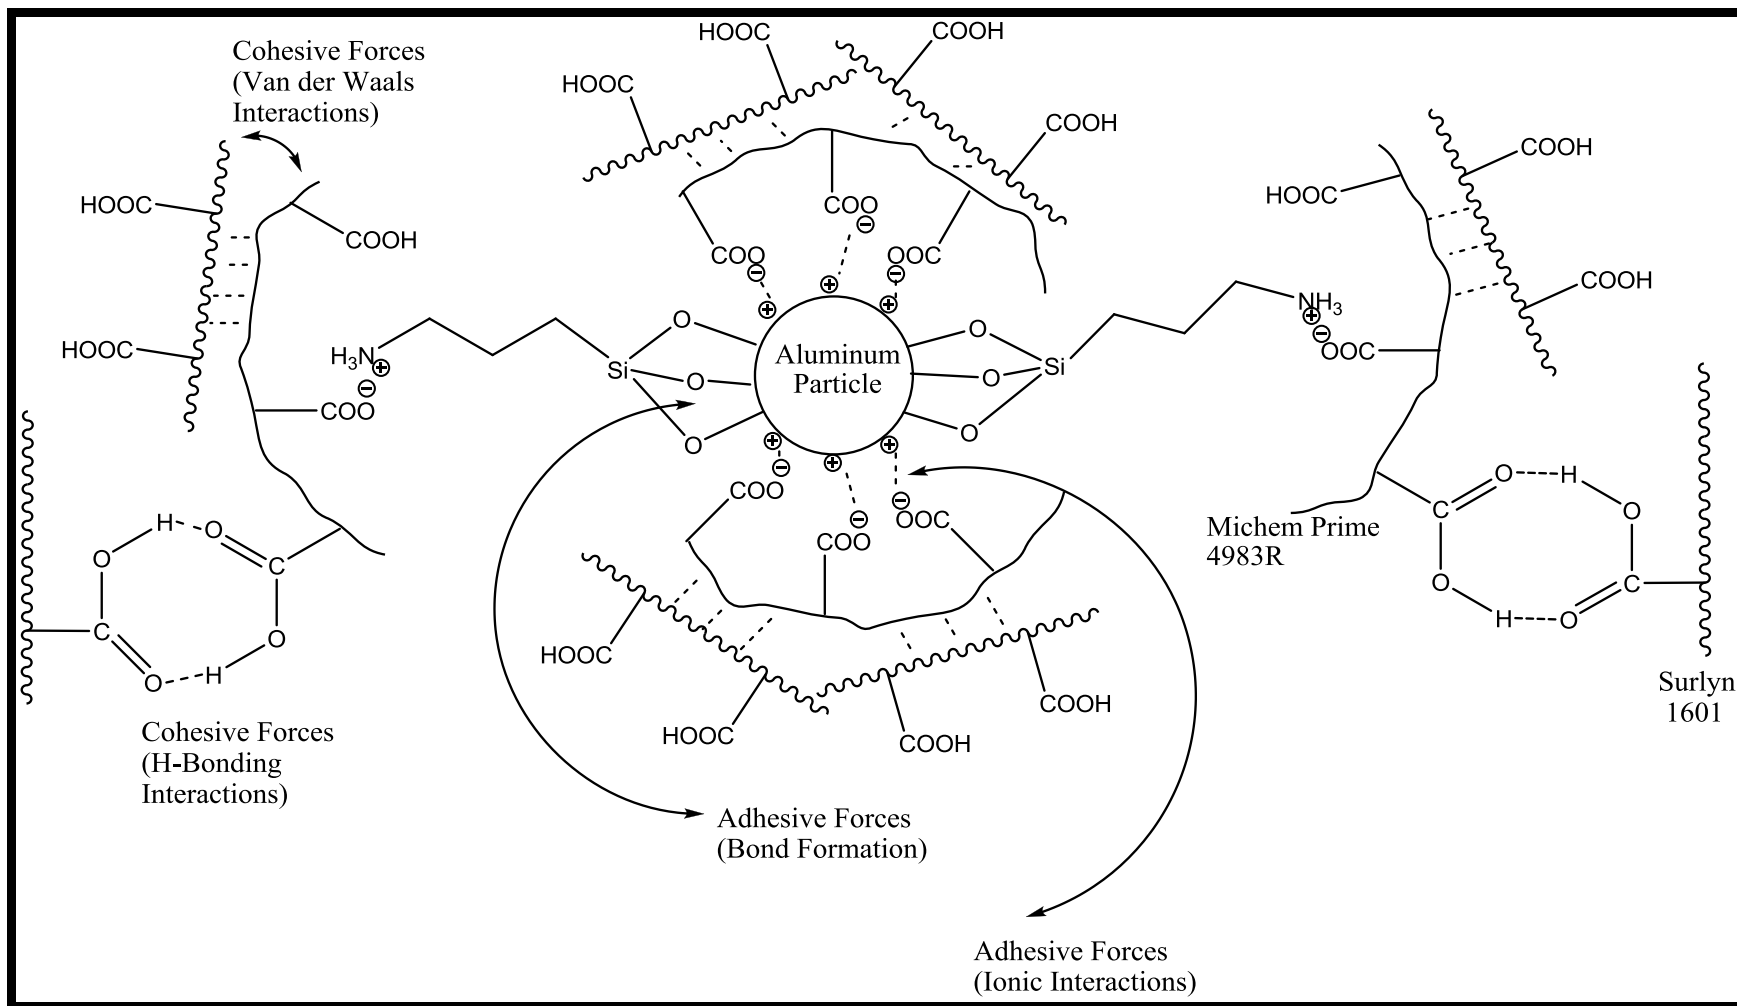 HOOC
COOH
Cohesive Forces
(Van der Waals
Interactions)
HOOC
COOH
COOH
HOOC
HOOC
COO
COOH
COOH
COO
OOC
COOH
H3N
Si
O
O
O
Aluminum
Particle
O
O
O
Si
NH3
OOC
HOOC
COO
COO
COO
OOC
H
O
O
C
O
C
O
H
O
Michem Prime
4983R
O
H
C
O
O
C
H
O
HOOC
COOH
HOOC
COOH
Surlyn
1601
Cohesive Forces
(H-Bonding
Interactions)
Adhesive Forces
(Bond Formation)
Adhesive Forces
(Ionic Interactions)